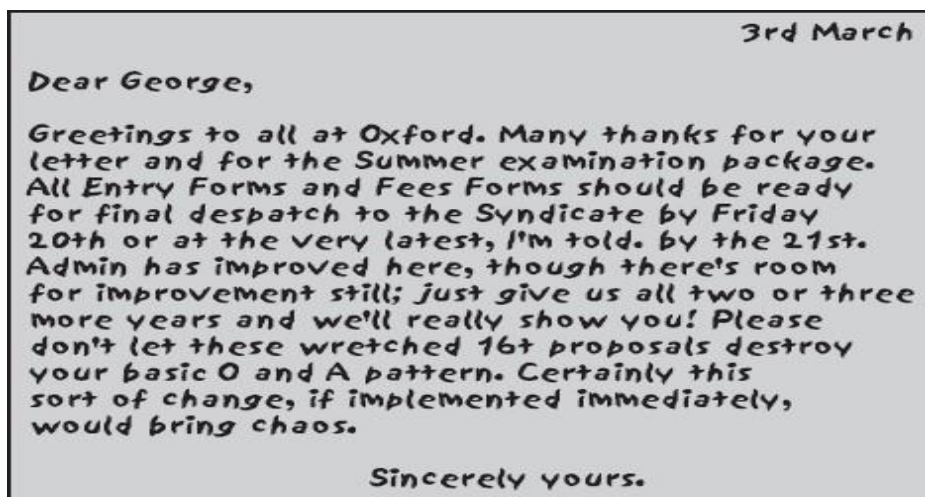 3rd March
Dear George,
Greetings to all at Oxford. Many thanks for your
letter and for the Summer examination package.
All Entry Forms and Fees Forms should be ready
for final despatch to the Syndicate by Friday
20th or at the very latest, I'm told. by the 21st.
Admin has improved here, though there's room
for improvement still; just give us all two or three
more years and we'll really show you! Please
don't let these wretched 16t proposals destroy
your basic O and A pattern. Certainly this
sort of change, if implemented immediately,
would bring chaos.
Sincerely yours.